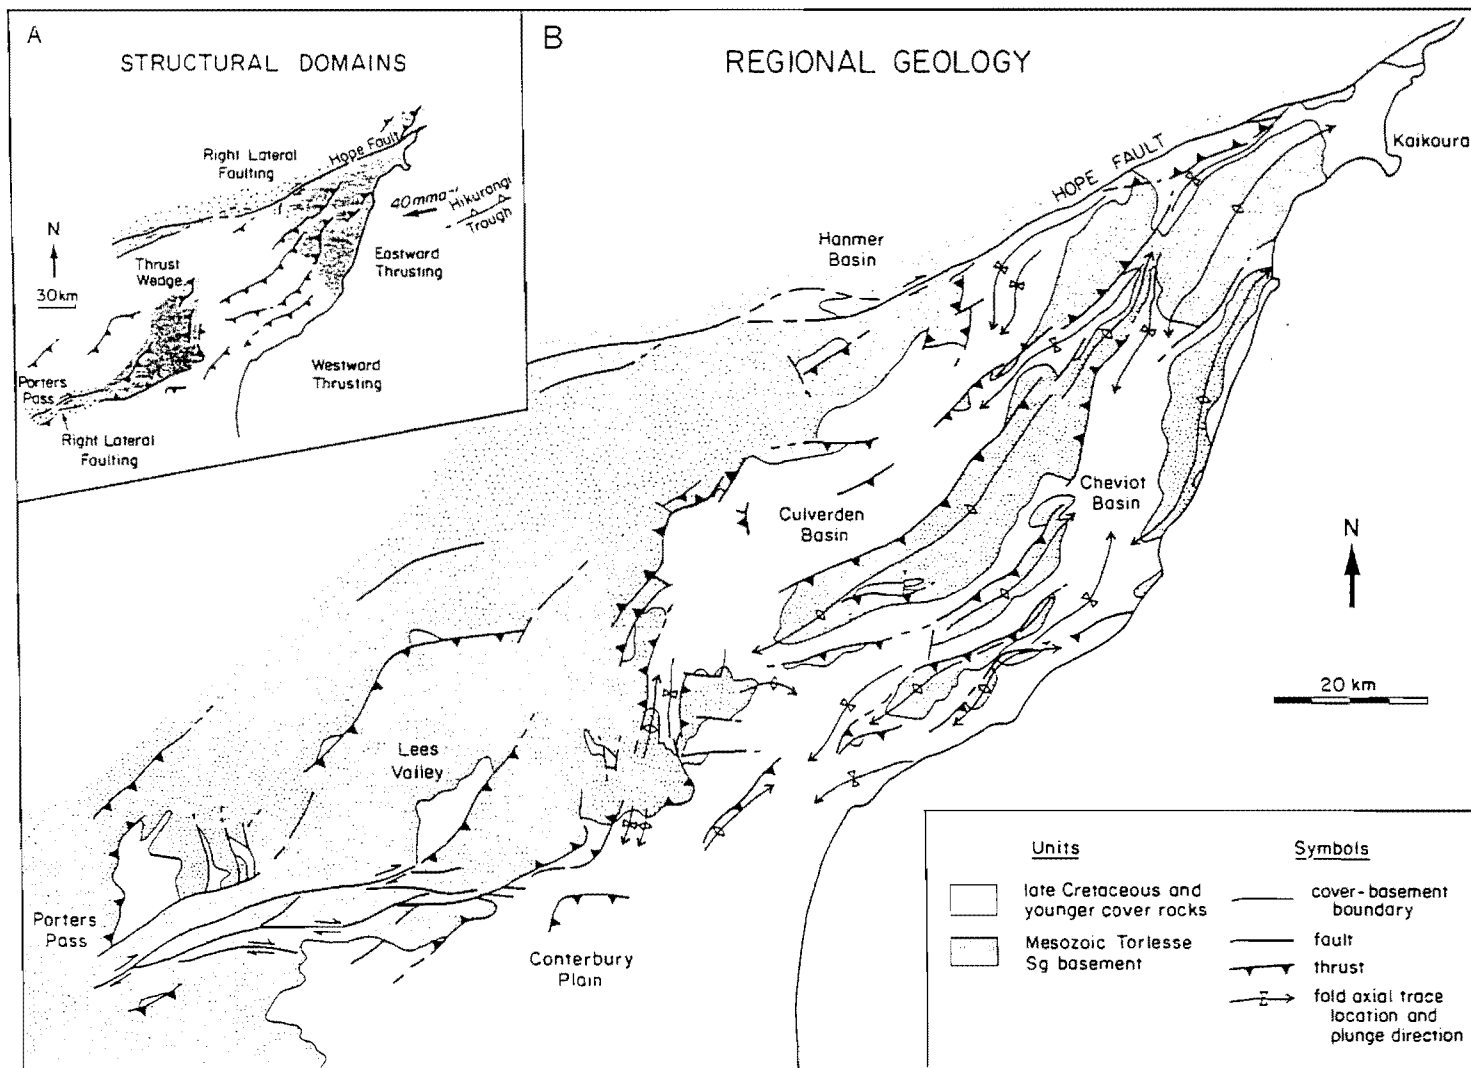 A
STRUCTURAL DOMAINS
Right Lateral
Faulting
Hope Fault
40mma⁻¹
Hikurangi
Trough
N
30km
Thrust
Wedge
Eastward
Thrusting
Westward
Thrusting
Porters
Pass
Right Lateral
Faulting
B
REGIONAL GEOLOGY
Kaikoura
HOPE FAULT
Hanmer
Basin
Culverden
Basin
Cheviot
Basin
N
20 km
Lees
Valley
Porters
Pass
Conterbury
Plain
Units
late Cretaceous and
younger cover rocks
Mesozoic Torlesse
Sg basement
Symbols
cover-basement
boundary
fault
thrust
fold axial trace
location and
plunge direction